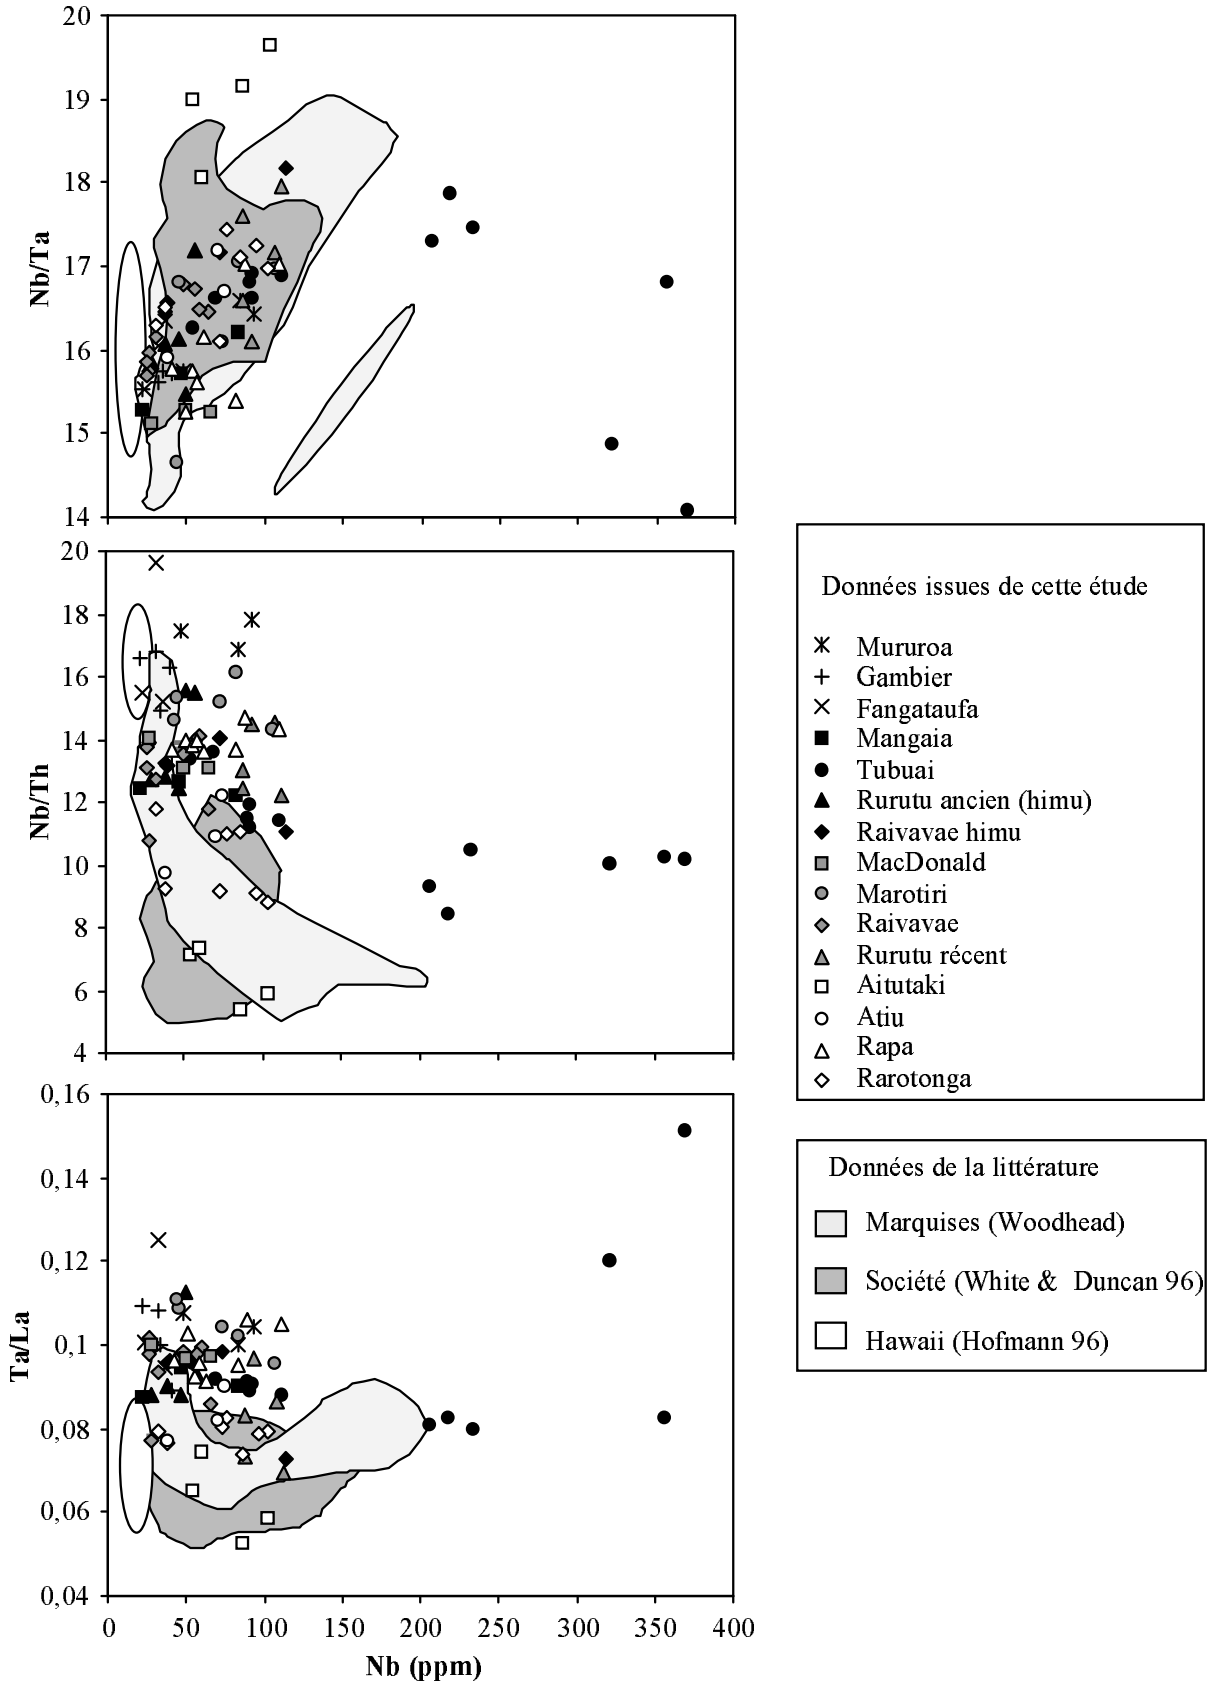 20
19
18
17
16
15
14
Nb/Ta
20
18
16
14
12
10
8
6
4
Nb/Th
0,16
0,14
0,12
0,1
0,08
0,06
0,04
Ta/La
0 50 100 150 200 250 300 350 400
Nb (ppm)
Données issues de cette étude
Mururoa
Gambier
Fangataufa
Mangaia
Tubuai
Rurutu ancien (himu)
Raivavae himu
MacDonald
Marotiri
Raivavae
Rurutu récent
Aitutaki
Atiu
Rapa
Rarotonga
Données de la littérature
Marquises (Woodhead)
Société (White & Duncan 96)
Hawaii (Hofmann 96)